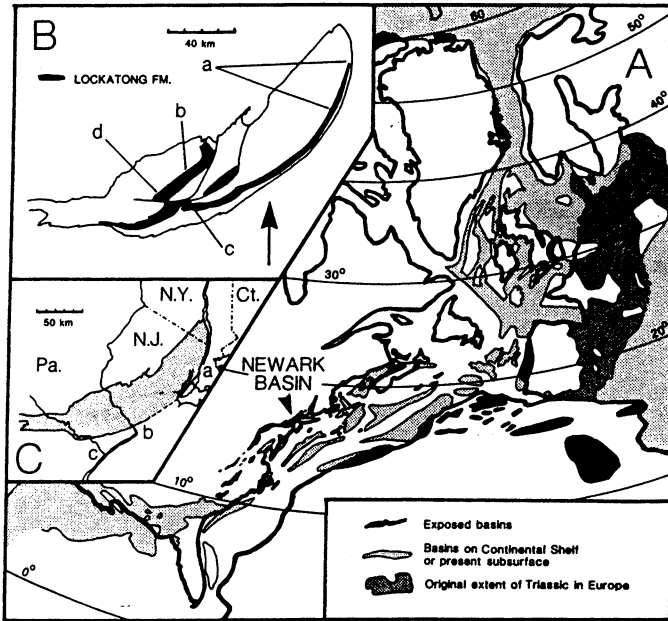 B
40 km
LOCKATONG FM.
a
b
d
c
A
60
50°
40°
30°
20°
10°
0°
C
50 km
N.Y.
Ct.
N.J.
Pa.
a
b
c
NEWARK
BASIN
Exposed basins
Basins on Continental Shelf
or present subsurface
Original extent of Triassic in Europe